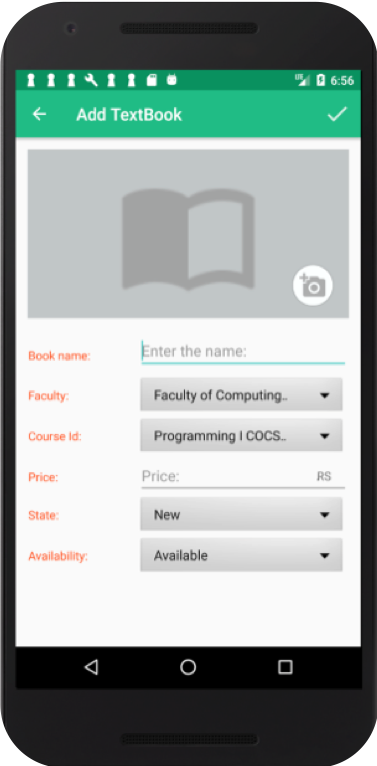 6:56
Add TextBook
Book name: Enter the name:
Faculty: Faculty of Computing..
Course Id: Programming I COCS..
Price: Price: RS
State: New
Availability: Available